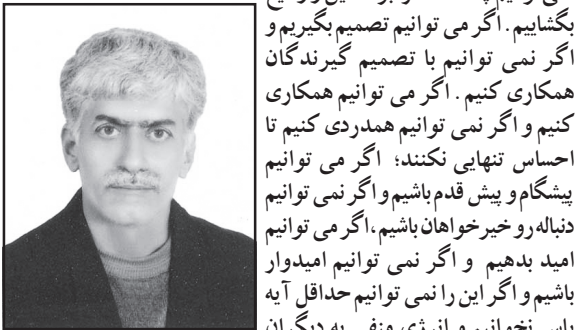 بگشاییم. اگر می توانیم تصمیم بگیریم و
اگر نمی توانیم با تصمیم گیرندگان
همکاری کنیم. اگر می توانیم همکاری
کنیم و اگر نمی توانیم همدردی کنیم تا
احساس تنهایی نکنند؛ اگر می توانیم
پیشگام و پیش قدم باشیم و اگر نمی توانیم
دنباله رو خیرخواهان باشیم، اگر می توانیم
امید بدهیم و اگر نمی توانیم امیدوار
باشیم و اگر این را نمی توانیم حداقل آیه